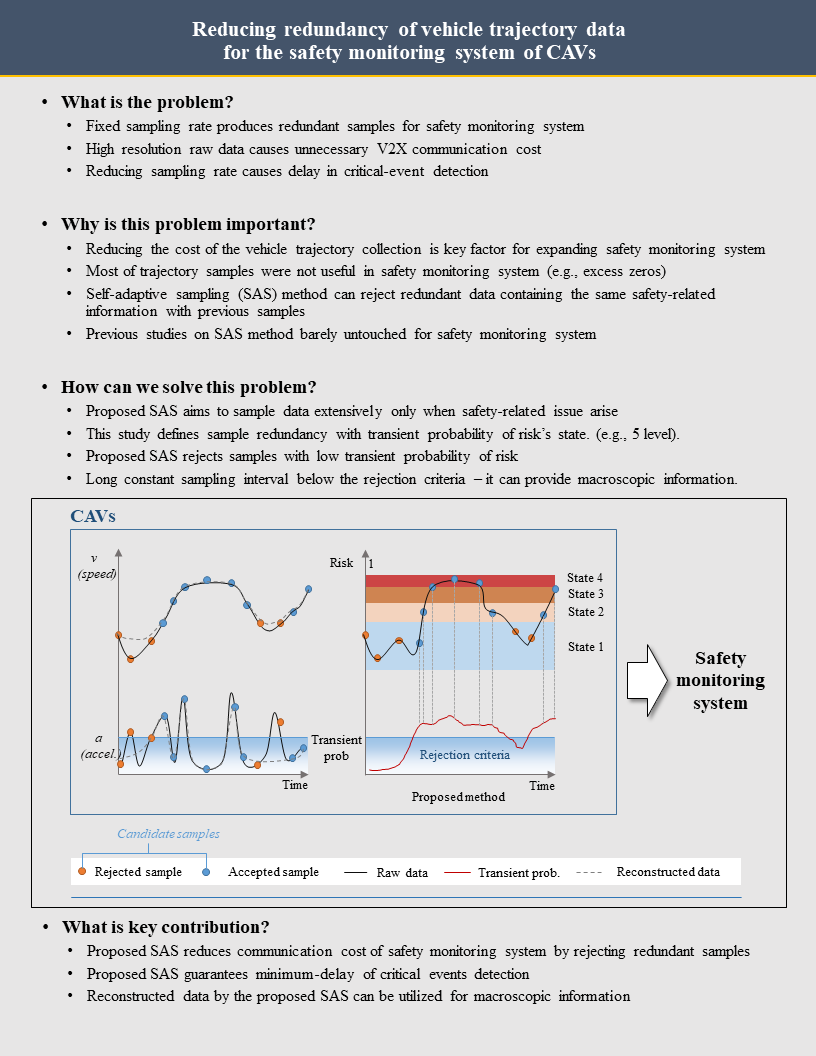 Reducing redundancy of vehicle trajectory data
for the safety monitoring system of CAVs
• What is the problem?
• Fixed sampling rate produces redundant samples for safety monitoring system
• High resolution raw data causes unnecessary V2X communication cost
• Reducing sampling rate causes delay in critical-event detection
• Why is this problem important?
• Reducing the cost of the vehicle trajectory collection is key factor for expanding safety monitoring system
• Most of trajectory samples were not useful in safety monitoring system (e.g., excess zeros)
• Self-adaptive sampling (SAS) method can reject redundant data containing the same safety-related
information with previous samples
• Previous studies on SAS method barely untouched for safety monitoring system
• How can we solve this problem?
• Proposed SAS aims to sample data extensively only when safety-related issue arise
• This study defines sample redundancy with transient probability of risk's state. (e.g., 5 level).
• Proposed SAS rejects samples with low transient probability of risk
• Long constant sampling interval below the rejection criteria – it can provide macroscopic information.
CAVs
v
(speed)
Risk
1
State 4
State 3
State 2
State 1
Safety
monitoring
system
a
(accel.)
Transient
prob
Rejection criteria
Time
Time
Proposed method
Candidate samples
Rejected sample
Accepted sample
Raw data
Transient prob.
Reconstructed data
• What is key contribution?
• Proposed SAS reduces communication cost of safety monitoring system by rejecting redundant samples
• Proposed SAS guarantees minimum-delay of critical events detection
• Reconstructed data by the proposed SAS can be utilized for macroscopic information